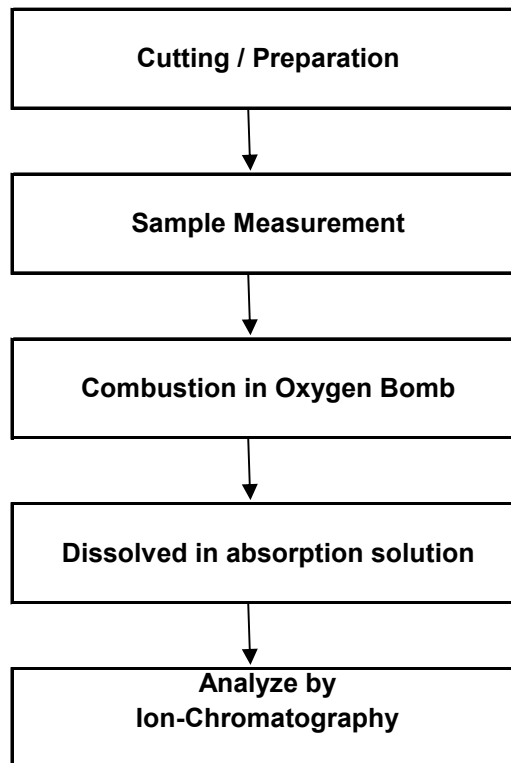 Cutting / Preparation
Sample Measurement
Combustion in Oxygen Bomb
Dissolved in absorption solution
Analyze by
Ion-Chromatography